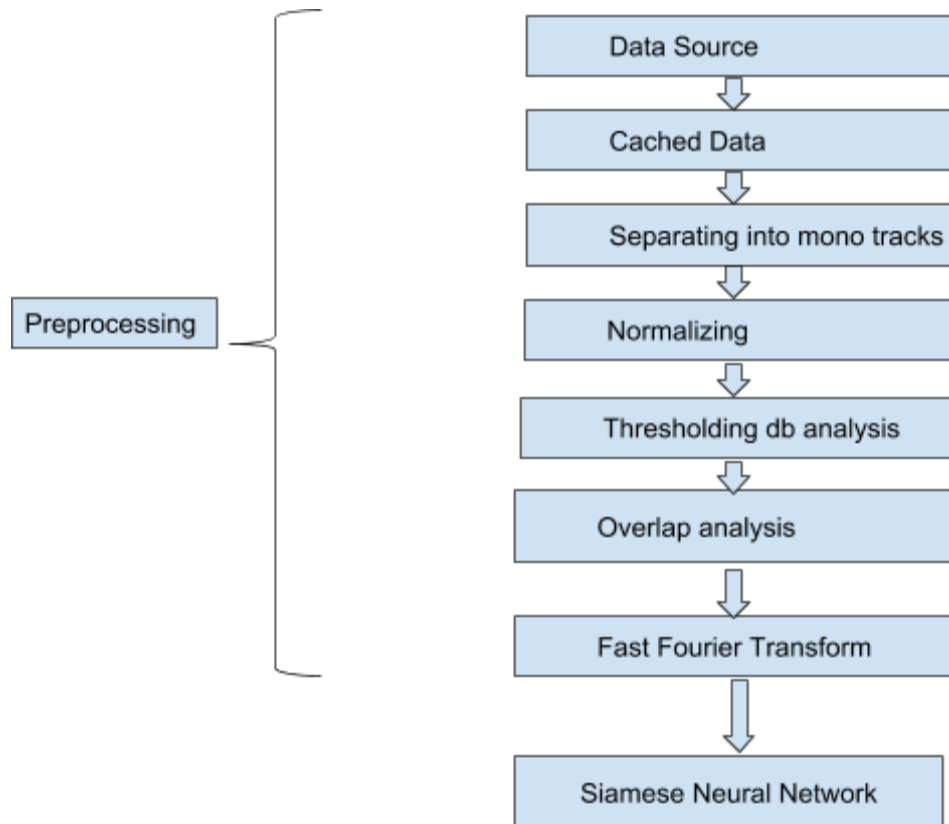 Data Source
Cached Data
Separating into mono tracks
Preprocessing
Normalizing
Thresholding db analysis
Overlap analysis
Fast Fourier Transform
Siamese Neural Network